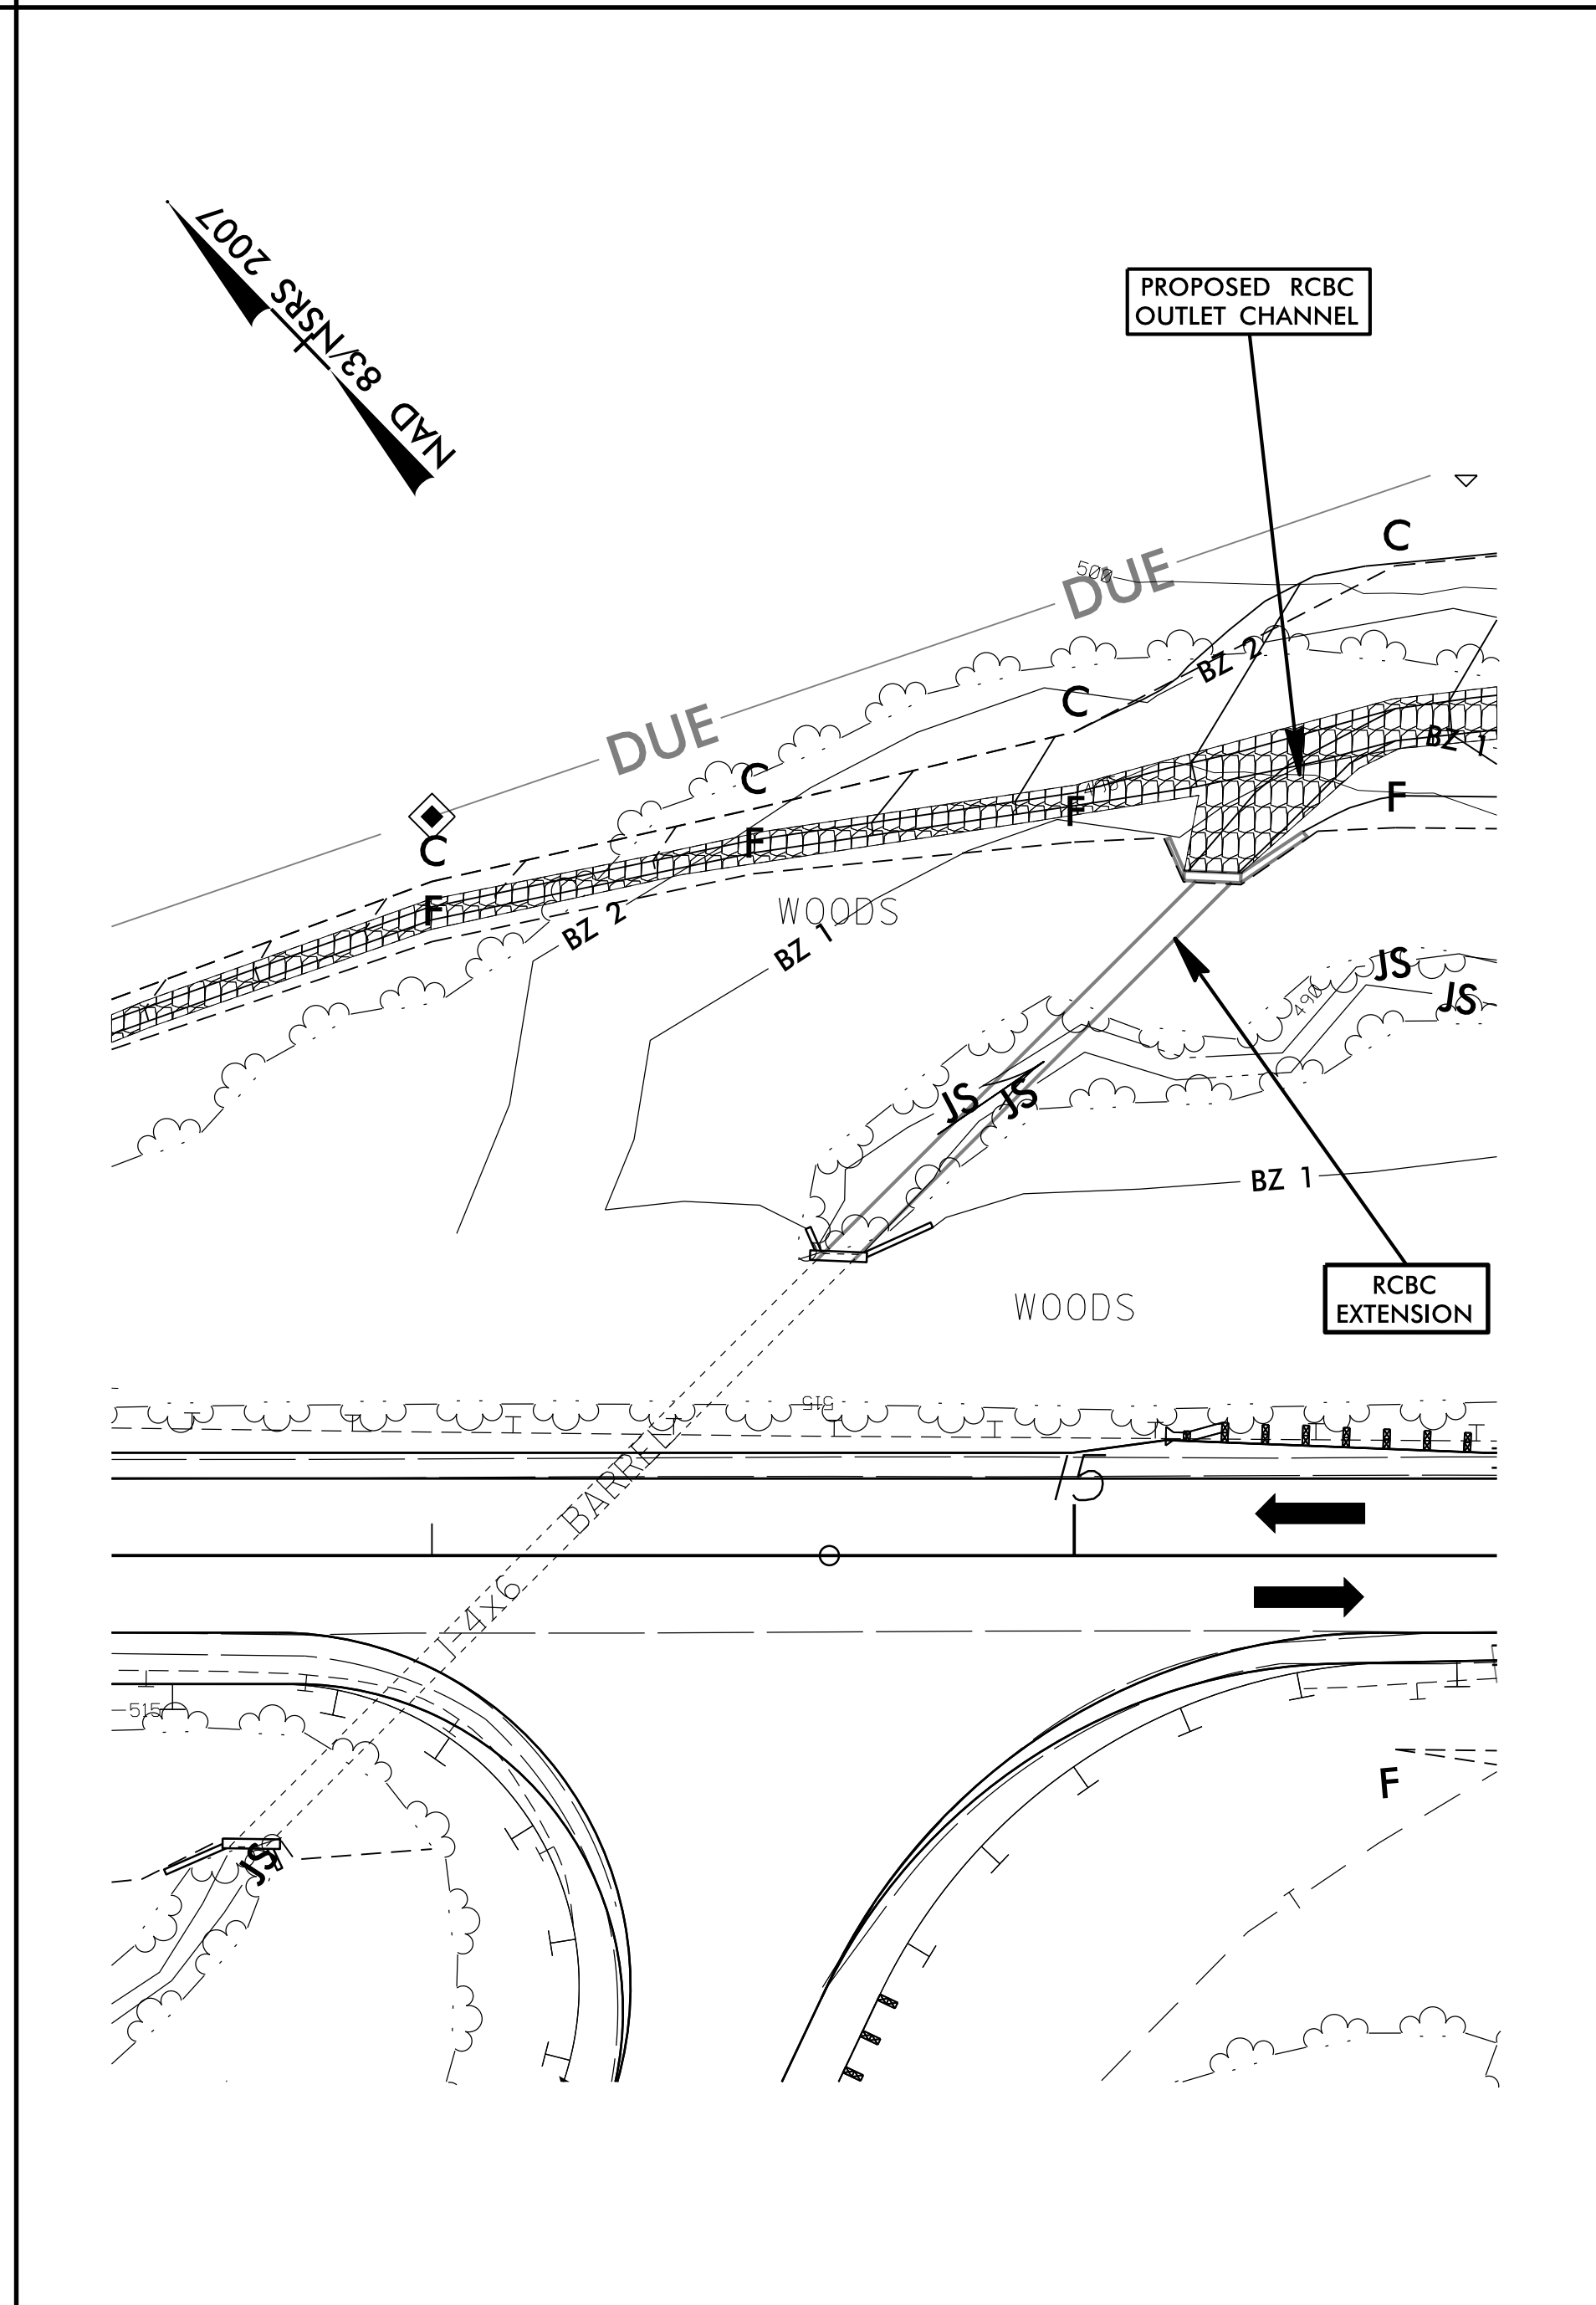 NAD 83/NSRS 2007
PROPOSED RCBC
OUTLET CHANNEL
C
500
DUE
BZ 2
C
DUE
BZ 1
C
495
F
F
F
C
F
WOODS
BZ 2
BZ 1
JS
490
JS
JS
JS
BZ 1
RCBC
EXTENSION
WOODS
515
15
1-4x6 BARREL
515
F
JS